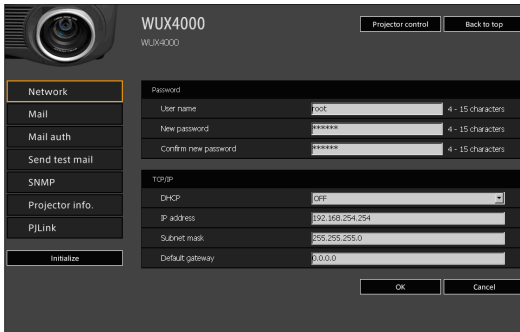 WUX4000
WUX4000
Projector control
Back to top
Network
Mail
Mail auth
Send test mail
SNMP
Projector info.
PJLink
Initialize
Password
User name root 4 - 15 characters
New password ****** 4 - 15 characters
Confirm new password ****** 4 - 15 characters
TCP/IP
DHCP OFF
IP address 192.168.254.254
Subnet mask 255.255.255.0
Default gateway 0.0.0.0
OK Cancel